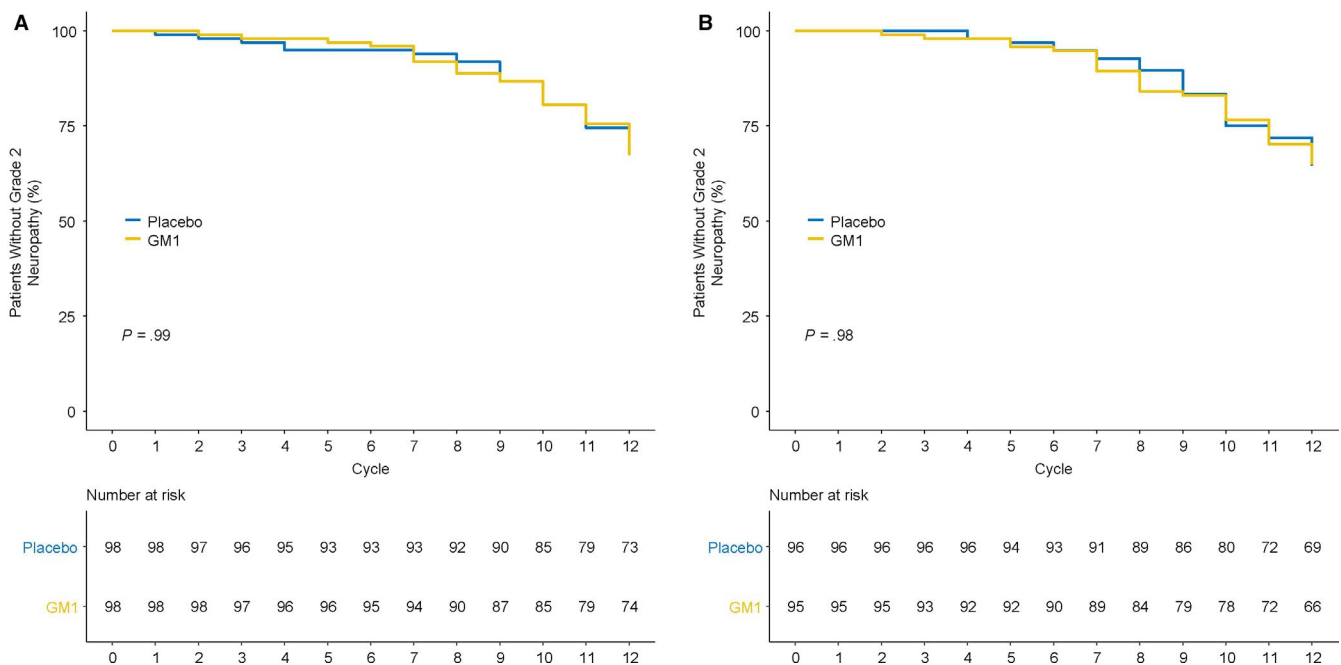 A
100
75
50
25
0
Patients Without Grade 2
Neuropathy (%)
Placebo
GM1
P = .99
0 1 2 3 4 5 6 7 8 9 10 11 12
Cycle
Number at risk
Placebo 98 98 97 96 95 93 93 93 92 90 85 79 73
GM1 98 98 98 97 96 96 95 94 90 87 85 79 74
0 1 2 3 4 5 6 7 8 9 10 11 12
B
100
75
50
25
0
Patients Without Grade 2
Neuropathy (%)
Placebo
GM1
P = .98
0 1 2 3 4 5 6 7 8 9 10 11 12
Cycle
Number at risk
Placebo 96 96 96 96 96 94 93 91 89 86 80 72 69
GM1 95 95 95 93 92 92 90 89 84 79 78 72 66
0 1 2 3 4 5 6 7 8 9 10 11 12